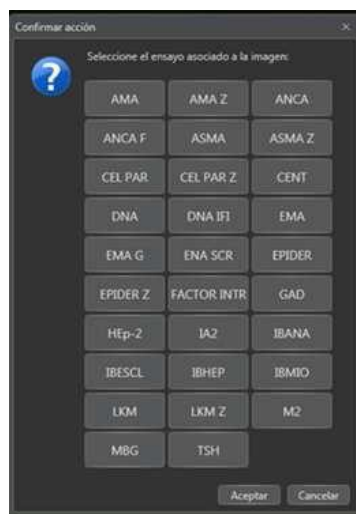 Confirmar acción
Seleccione el ensayo asociado a la imagen:
AMA AMA Z ANCA
ANCA F ASMA ASMA Z
CEL PAR CEL PAR Z CENT
DNA DNA IFI EMA
EMA G ENA SCR EPIDER
EPIDER Z FACTOR INTR GAD
HEp-2 IA2 IBANA
IBESCL IBHEP IBMIO
LKM LKM Z M2
MBG TSH
Aceptar Cancelar